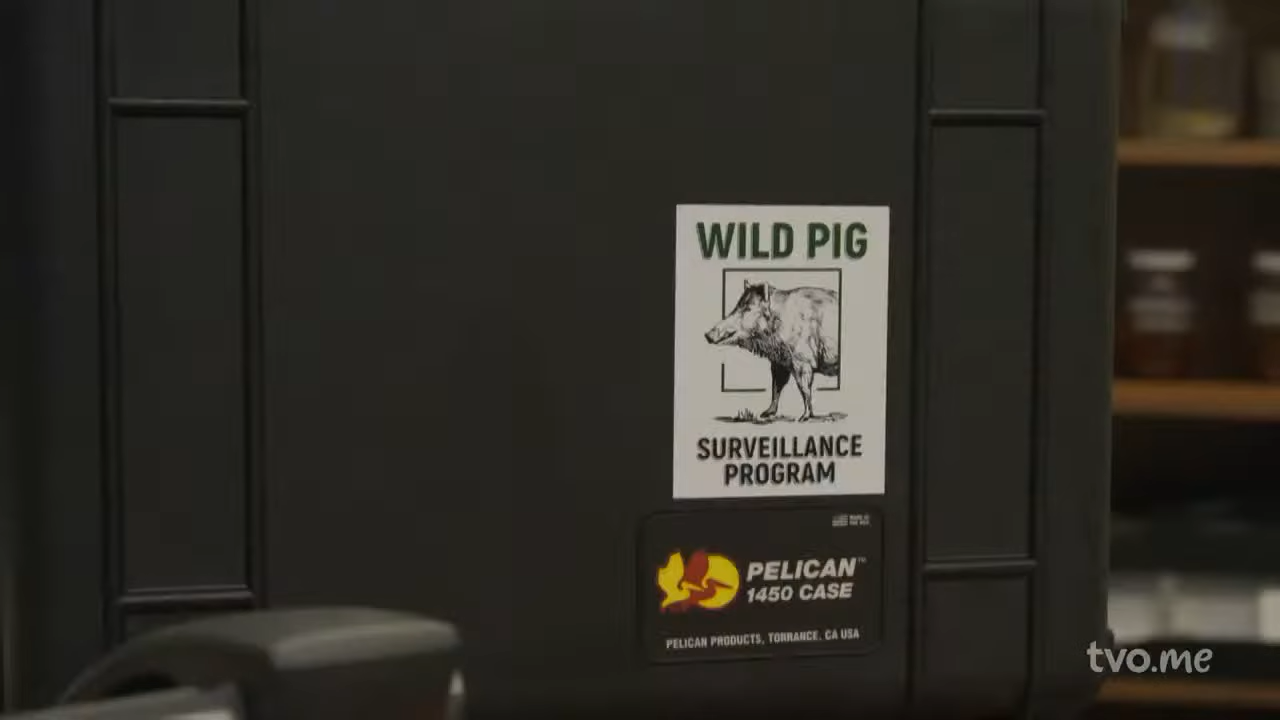 WILD PIG
SURVEILLANCE
PROGRAM
PELICAN™
1450 CASE
PELICAN PRODUCTS, TORRANCE, CA USA
tvo.me